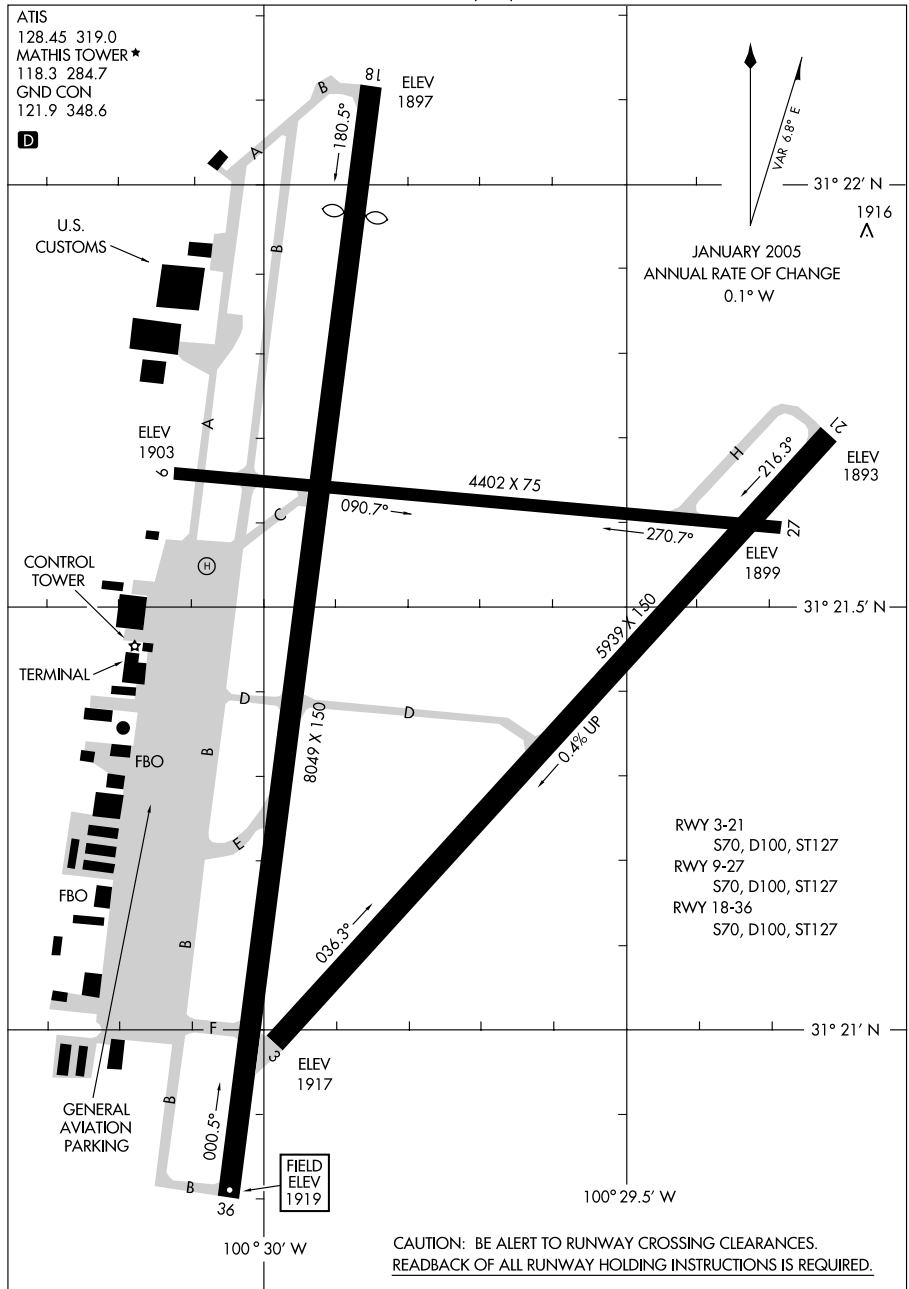 ATIS
128.45 319.0
MATHIS TOWER★
118.3 284.7
GND CON
121.9 348.6
D
18
ELEV
1897
180.5°
B
A
B
VAR 6.8° E
31° 22' N
1916
JANUARY 2005
ANNUAL RATE OF CHANGE
0.1° W
U.S.
CUSTOMS
A
ELEV
1903
9
21
ELEV
1893
216.3°
H
4402 X 75
090.7°
270.7°
27
ELEV
1899
C
H
CONTROL
TOWER
TERMINAL
31° 21.5' N
5939 X 150
D
D
8049 X 150
0.4% UP
B
FBO
E
RWY 3-21
S70, D100, ST127
RWY 9-27
S70, D100, ST127
RWY 18-36
S70, D100, ST127
FBO
036.3°
B
F
31° 21' N
3
ELEV
1917
000.5°
B
GENERAL
AVIATION
PARKING
B
36
FIELD
ELEV
1919
100° 30' W
100° 29.5' W
CAUTION: BE ALERT TO RUNWAY CROSSING CLEARANCES.
READBACK OF ALL RUNWAY HOLDING INSTRUCTIONS IS REQUIRED.